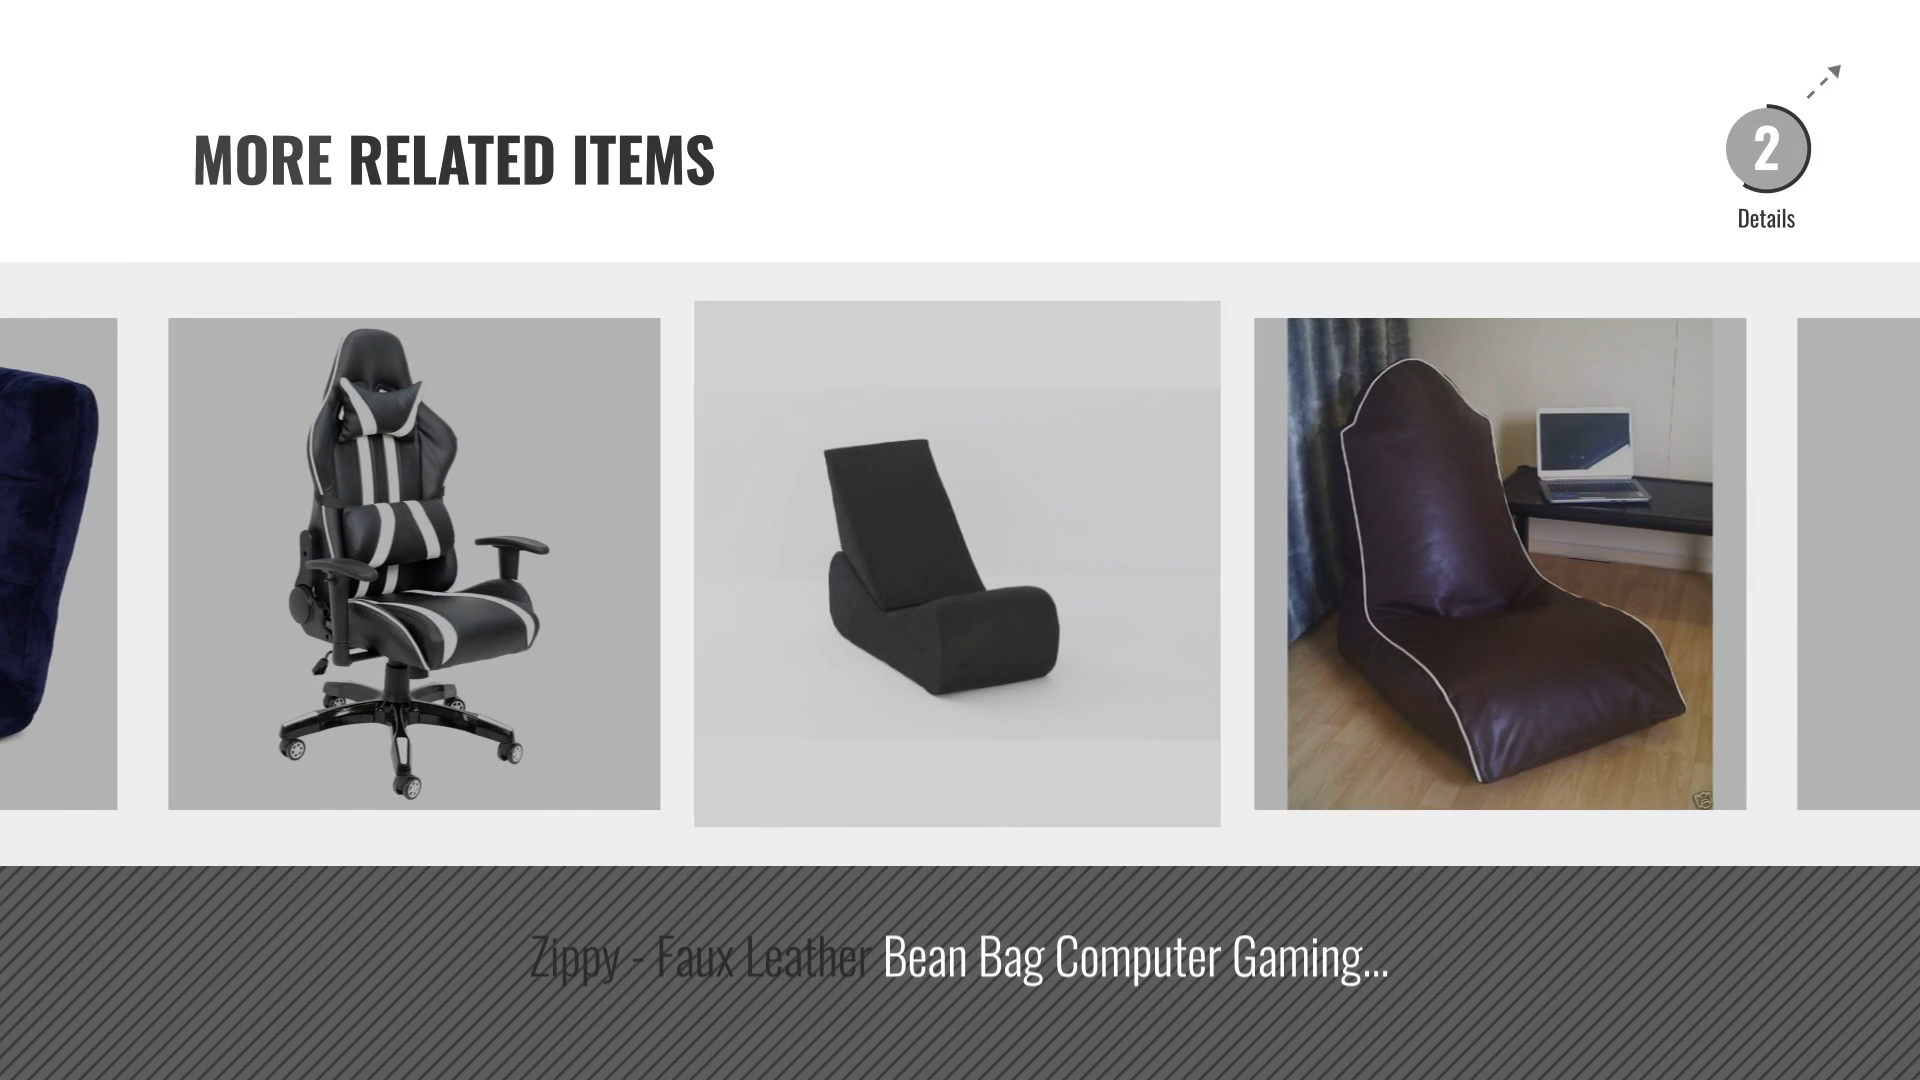 MORE RELATED ITEMS
2
Details
Zippy - Faux Leather Bean Bag Computer Gaming...